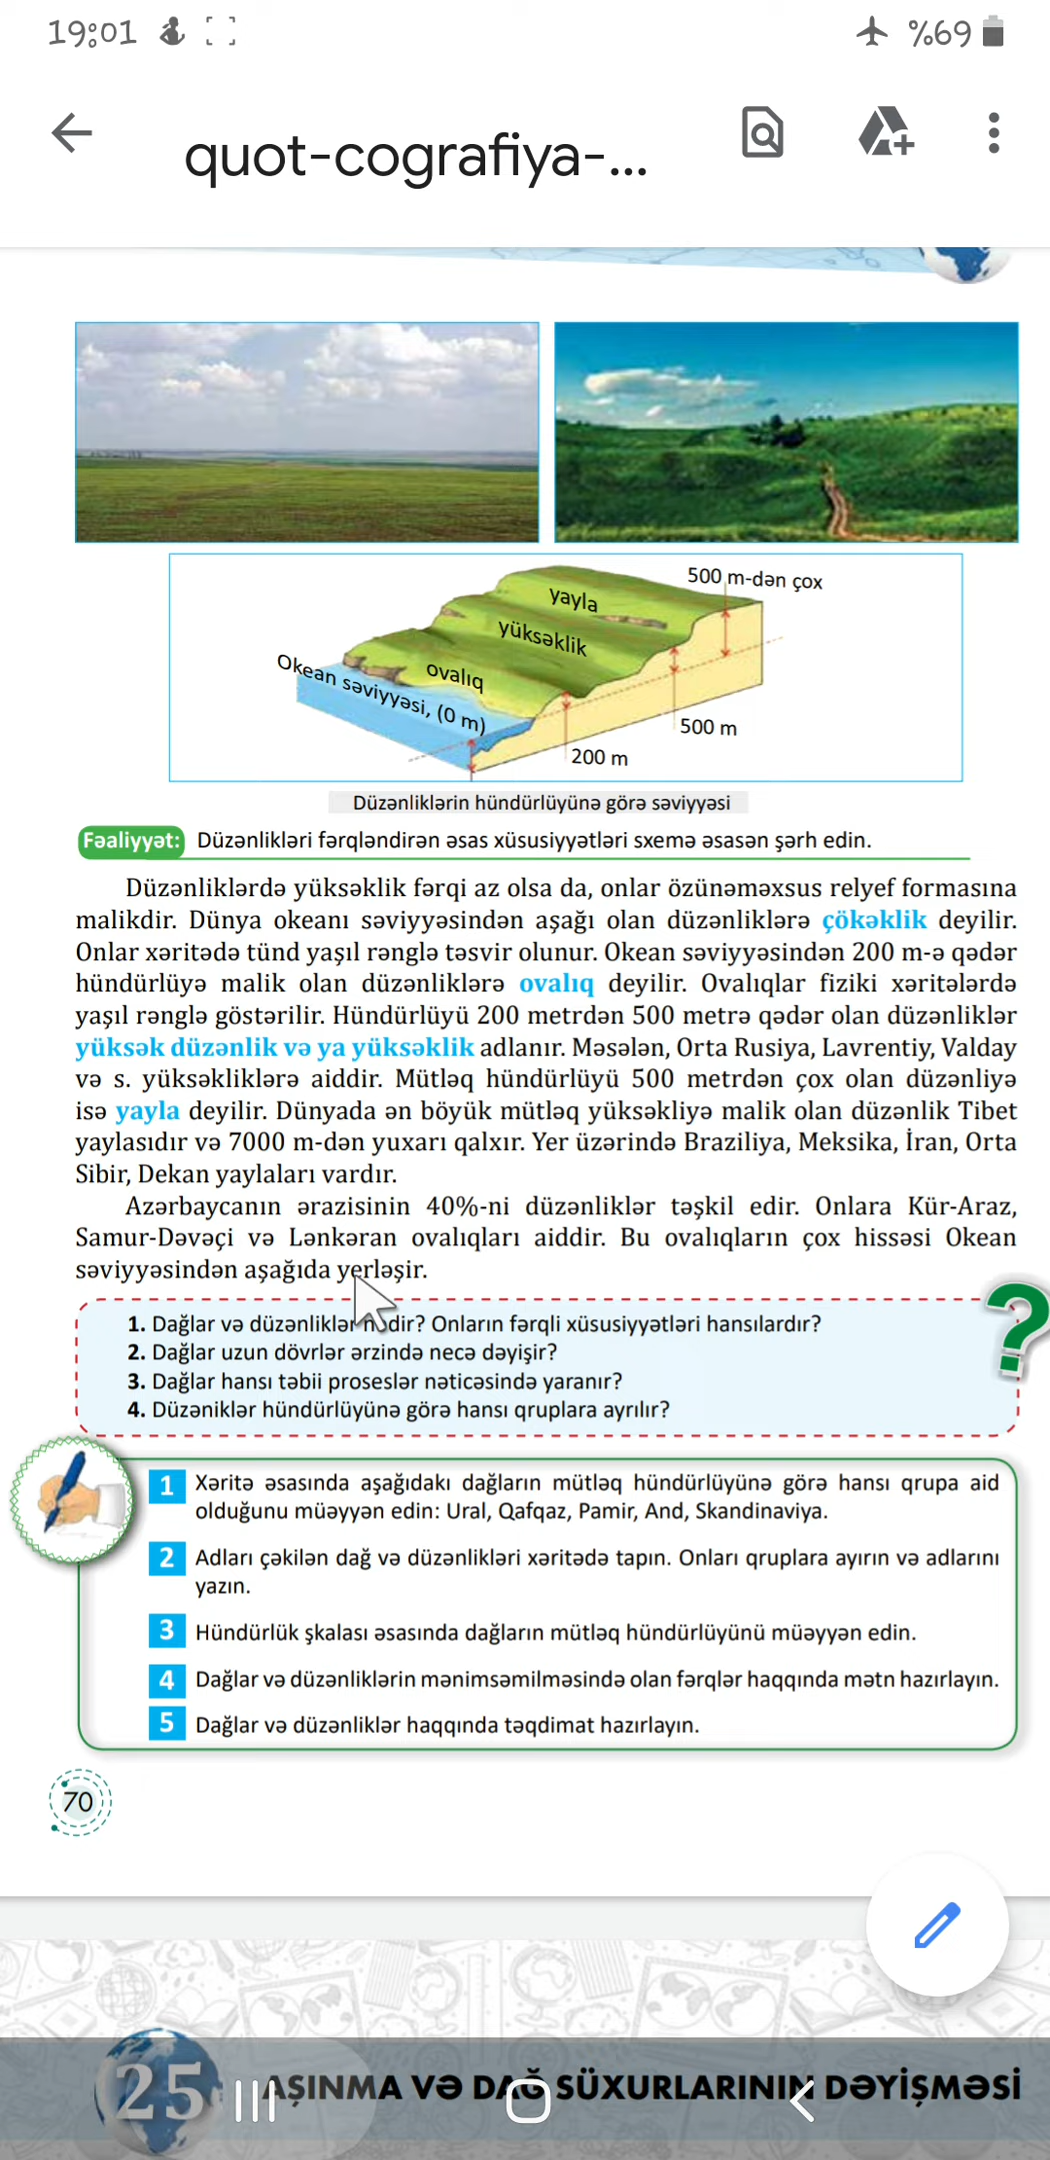 19:01
%69
quot-cografiya-...
500 m-dən çox
yayla
yüksəklik
ovalıq
Okean səviyyəsi, (0 m)
500 m
200 m
Düzənliklərin hündürlüyünə görə səviyyəsi
Fəaliyyət: Düzənlikləri fərqləndirən əsas xüsusiyyətləri sxemə əsasən şərh edin.
Düzənliklərdə yüksəklik fərqi az olsa da, onlar özünəməxsus relyef formasına
malikdir. Dünya okeanı səviyyəsindən aşağı olan düzənliklərə çökəklik deyilir.
Onlar xəritədə tünd yaşıl rənglə təsvir olunur. Okean səviyyəsindən 200 m-ə qədər
hündürlüyə malik olan düzənliklərə ovalıq deyilir. Ovalıqlar fiziki xəritələrdə
yaşıl rənglə göstərilir. Hündürlüyü 200 metrdən 500 metrə qədər olan düzənliklər
yüksək düzənlik və ya yüksəklik adlanır. Məsələn, Orta Rusiya, Lavrentiy, Valday
və s. yüksəkliklərə aiddir. Mütləq hündürlüyü 500 metrdən çox olan düzənliyə
isə yayla deyilir. Dünyada ən böyük mütləq yüksəkliyə malik olan düzənlik Tibet
yaylasıdır və 7000 m-dən yuxarı qalxır. Yer üzərində Braziliya, Meksika, İran, Orta
Sibir, Dekan yaylaları vardır.
Azərbaycanın ərazisinin 40%-ni düzənliklər təşkil edir. Onlara Kür-Araz,
Samur-Dəvəçi və Lənkəran ovalıqları aiddir. Bu ovalıqların çox hissəsi Okean
səviyyəsindən aşağıda yerləşir.
1. Dağlar və düzənliklər nədir? Onların fərqli xüsusiyyətləri hansılardır?
2. Dağlar uzun dövrlər ərzində necə dəyişir?
3. Dağlar hansı təbii proseslər nəticəsində yaranır?
4. Düzəniklər hündürlüyünə görə hansı qruplara ayrılır?
?
1 Xəritə əsasında aşağıdakı dağların mütləq hündürlüyünə görə hansı qrupa aid
olduğunu müəyyən edin: Ural, Qafqaz, Pamir, And, Skandinaviya.
2 Adları çəkilən dağ və düzənlikləri xəritədə tapın. Onları qruplara ayırın və adlarını
yazın.
3 Hündürlük şkalası əsasında dağların mütləq hündürlüyünü müəyyən edin.
4 Dağlar və düzənliklərin mənimsəmilməsində olan fərqlər haqqında mətn hazırlayın.
5 Dağlar və düzənliklər haqqında təqdimat hazırlayın.
70
25 AŞINMA VƏ DAĞ SÜXURLARININ DƏYİŞMƏSİ